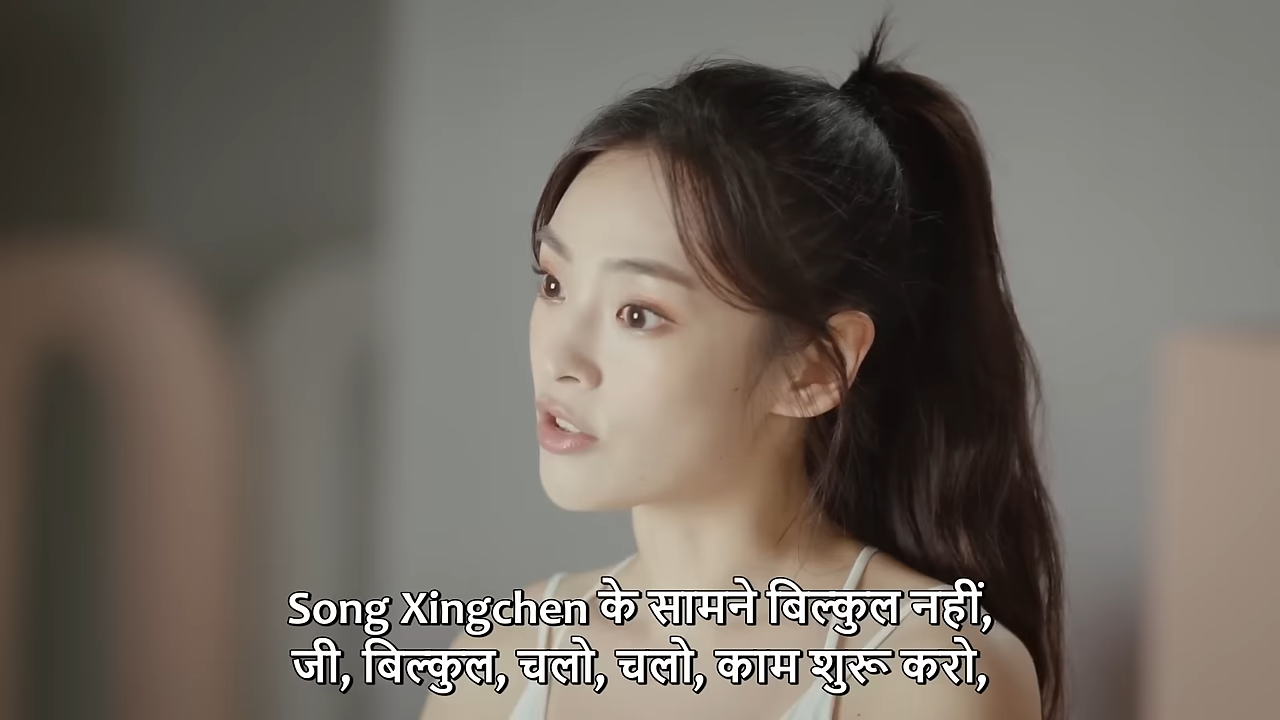 Song Xingchen के सामने बिल्कुल नहीं,
जी, बिल्कुल, चलो, चलो, काम शुरू करो,